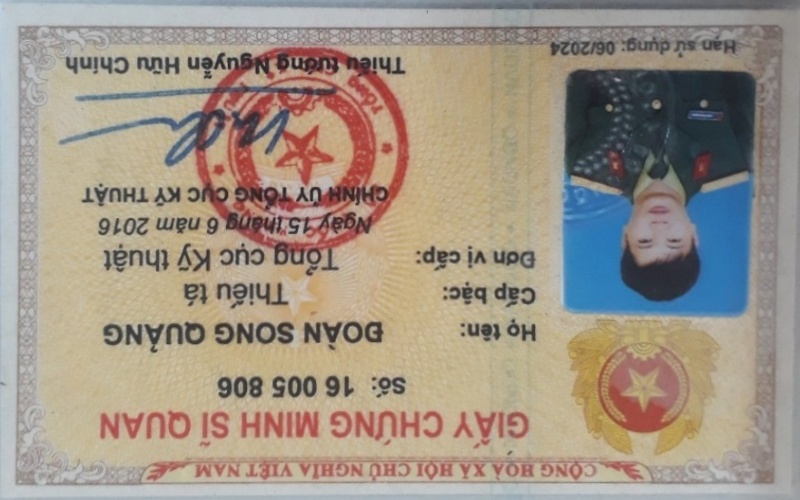 CỘNG HOÀ XÃ HỘI CHỦ NGHĨA VIỆT NAM
GIẤY CHỨNG MINH SĨ QUAN
Số: 16 005 806
Họ tên: ĐOÀN SONG QUẢNG
Cấp bậc: Thiếu tá
Đơn vị cấp: Tổng cục Kỹ thuật
Ngày 15 tháng 6 năm 2016
CHÍNH ỦY TỔNG CỤC KỸ THUẬT
Thiếu tướng Nguyễn Hữu Chính
Hạn sử dụng: 06/2024